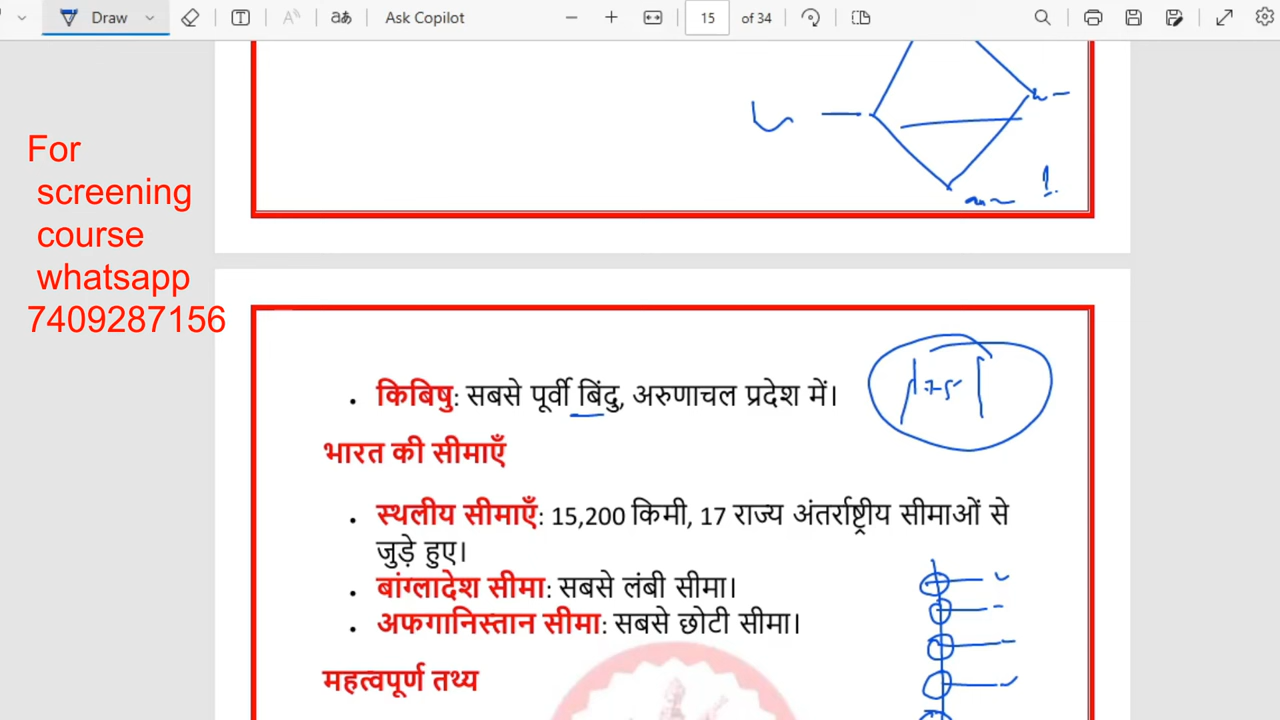 Draw
Ask Copilot
15 of 34
For
screening
course
whatsapp
7409287156
• किबिषु: सबसे पूर्वी बिंदु, अरुणाचल प्रदेश में।
भारत की सीमाएँ
• स्थलीय सीमाएँ: 15,200 किमी, 17 राज्य अंतर्राष्ट्रीय सीमाओं से
जुड़े हुए।
• बांग्लादेश सीमा: सबसे लंबी सीमा।
• अफगानिस्तान सीमा: सबसे छोटी सीमा।
महत्वपूर्ण तथ्य